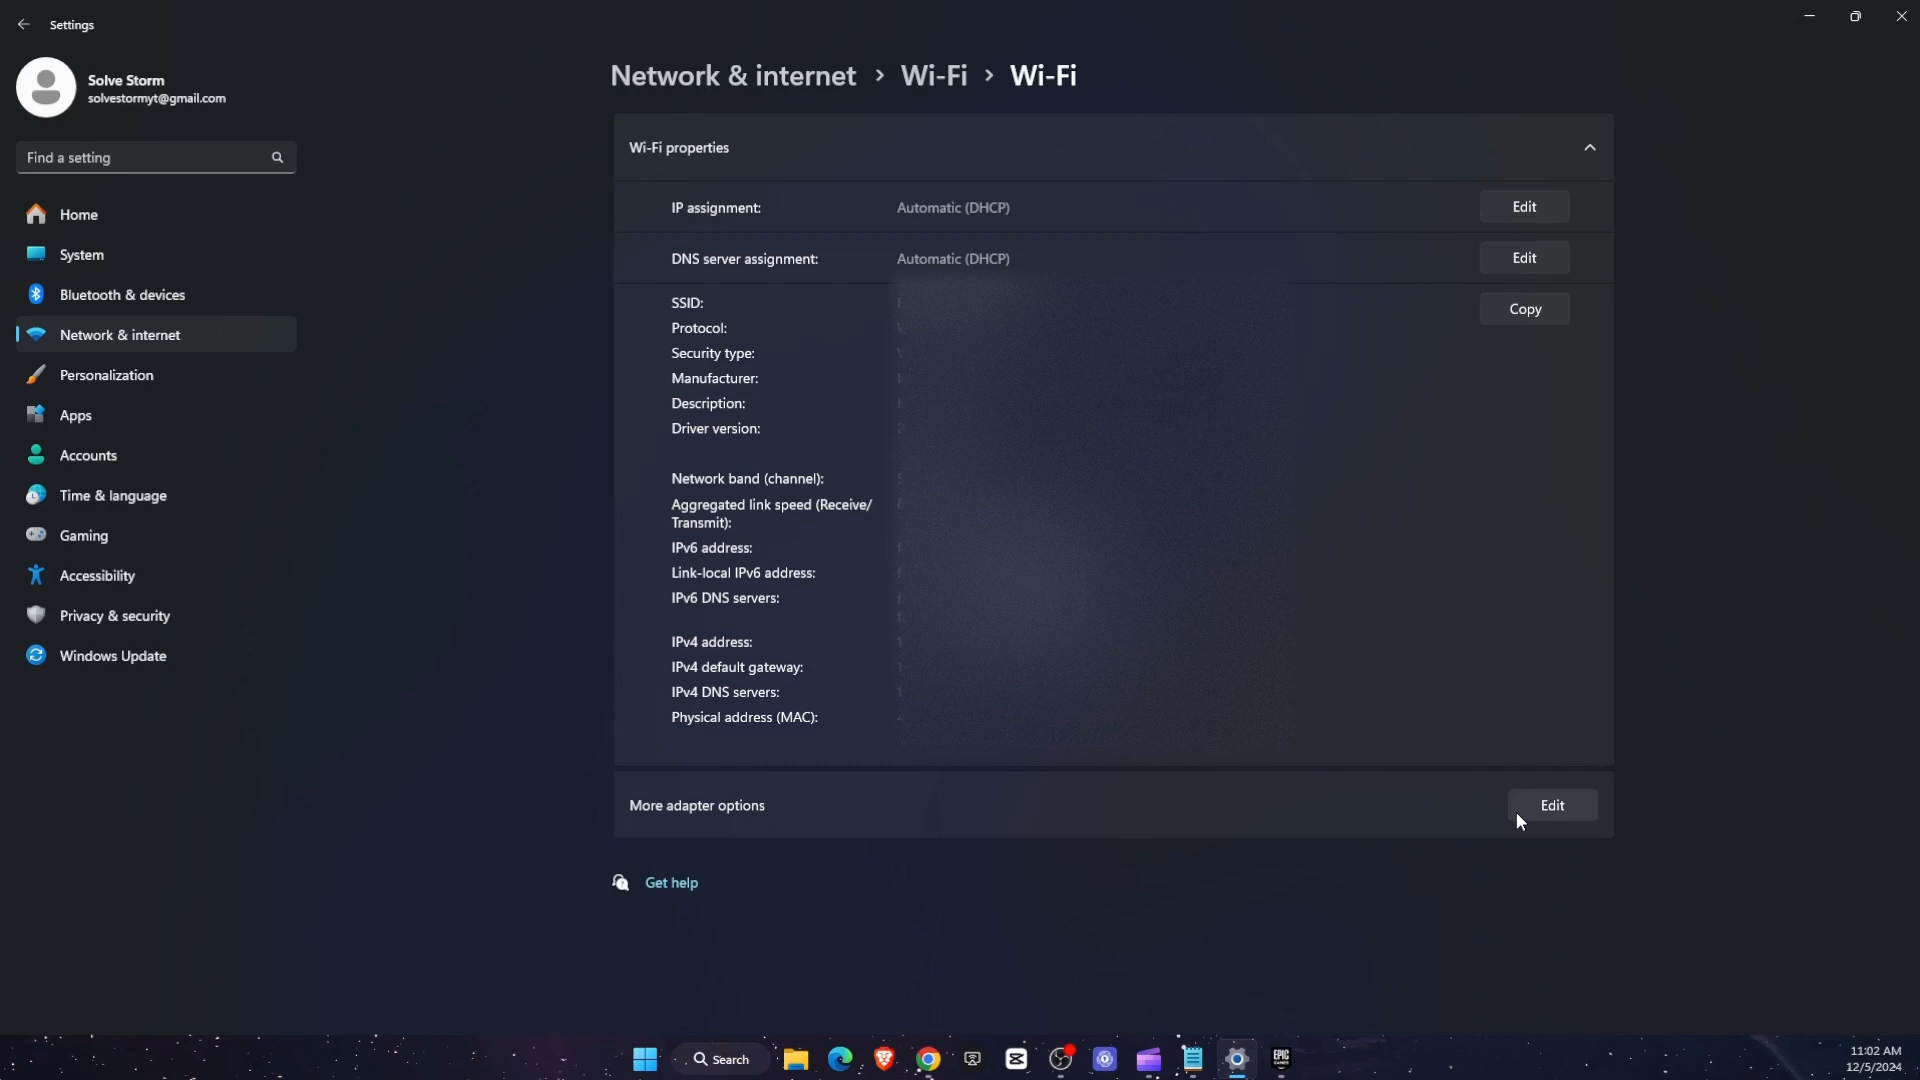 Settings
Solve Storm
solvestormyt@gmail.com
Find a setting
Home
System
Bluetooth & devices
Network & internet
Personalization
Apps
Accounts
Time & language
Gaming
Accessibility
Privacy & security
Windows Update
Network & internet > Wi-Fi > Wi-Fi
Wi-Fi properties
IP assignment: Automatic (DHCP) Edit
DNS server assignment: Automatic (DHCP) Edit
SSID: Copy
Protocol:
Security type:
Manufacturer:
Description:
Driver version:
Network band (channel):
Aggregated link speed (Receive/
Transmit):
IPv6 address:
Link-local IPv6 address:
IPv6 DNS servers:
IPv4 address:
IPv4 default gateway:
IPv4 DNS servers:
Physical address (MAC):
More adapter options Edit
Get help
Search
EPIC
GAMES
11:02 AM
12/5/2024